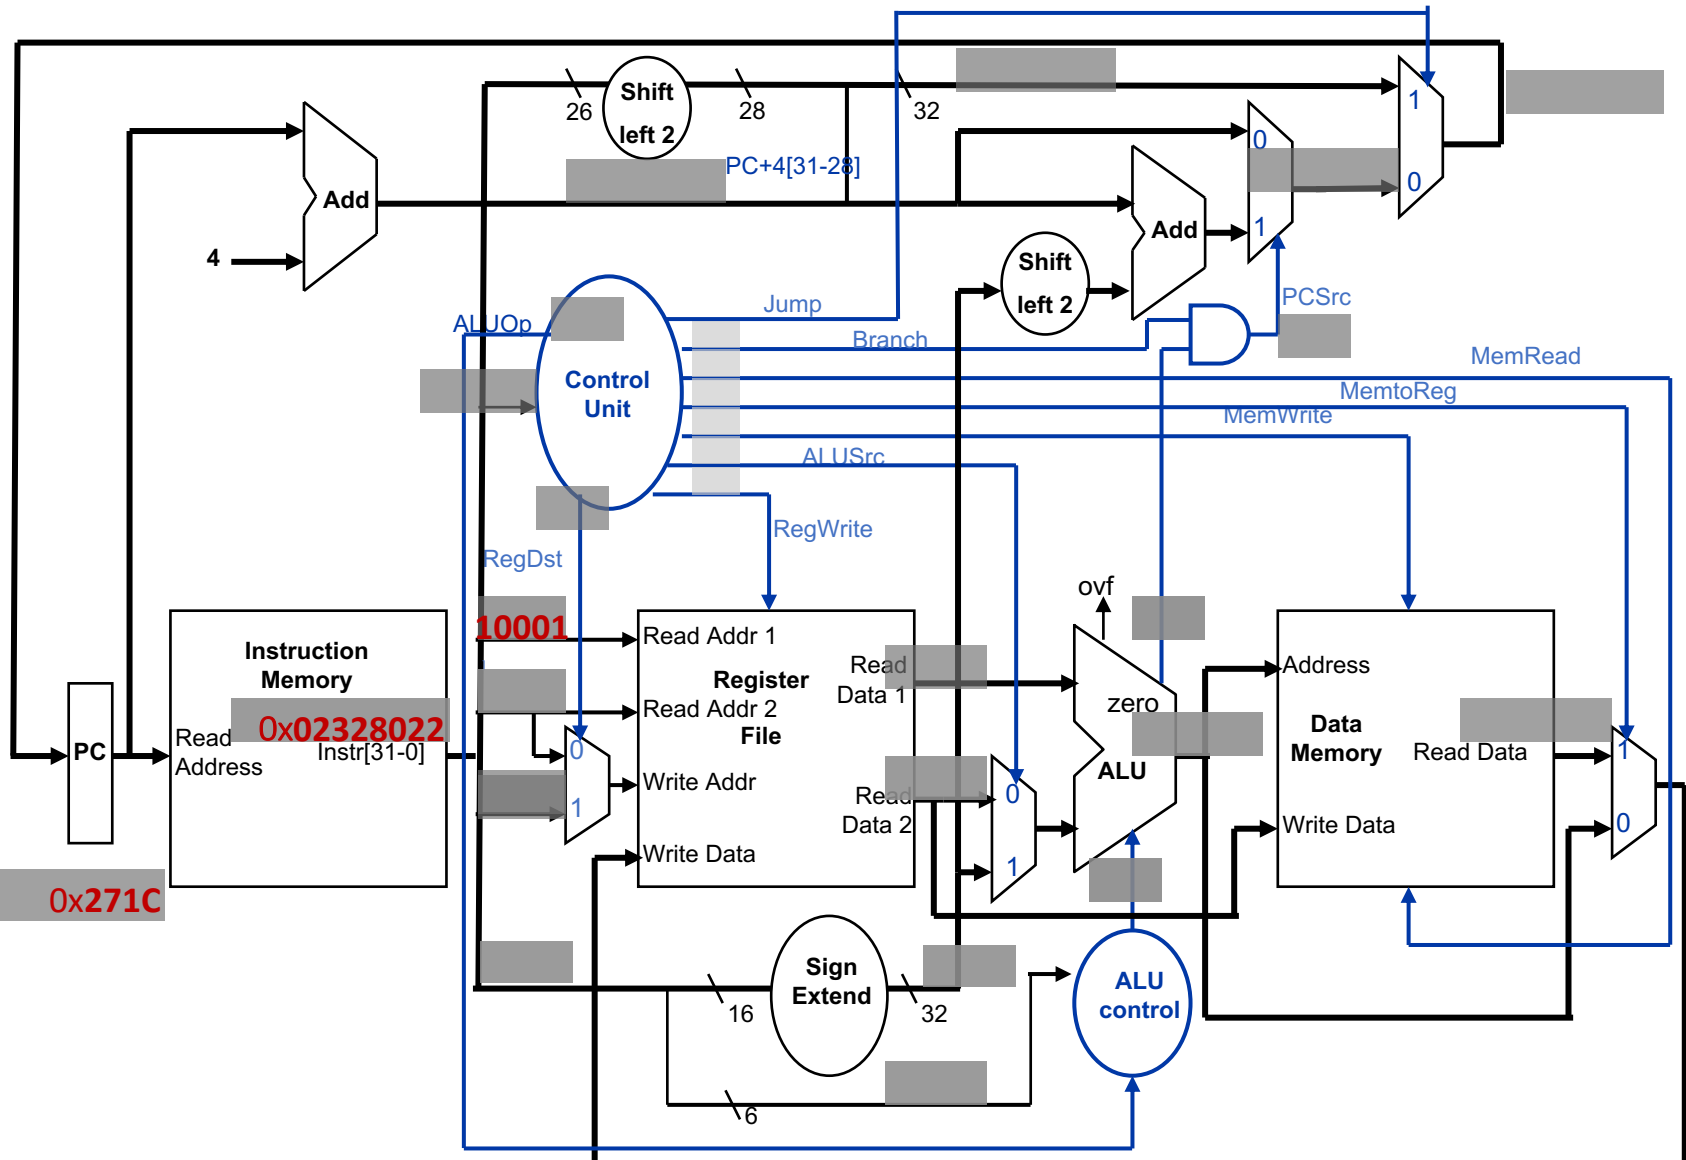 26
Shift
left 2
28
32
1
0
PC+4[31-28]
0
1
Add
Add
4
Shift
left 2
Jump
PCSrc
ALUOp
Branch
MemRead
Control
Unit
MemtoReg
MemWrite
ALUSrc
RegWrite
RegDst
ovf
10001
Instruction
Memory
Read Addr 1
Read
Data 1
Register
File
Address
zero
Read Addr 2
0x02328022
Read
Address
Instr[31-0]
PC
0
1
Write Addr
Read
Data 2
0
1
ALU
Data
Memory
Read Data
1
0
Write Data
Write Data
0x271C
Sign
Extend
16
32
ALU
control
6